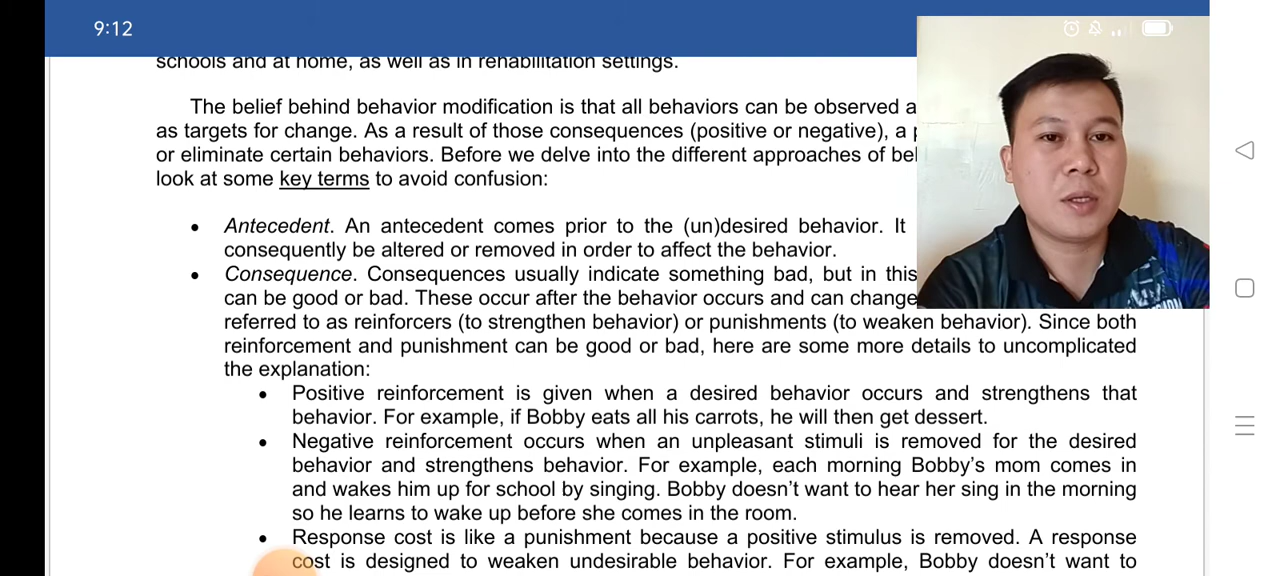 9:12
schools and at home, as well as in rehabilitation settings.
The belief behind behavior modification is that all behaviors can be observed
as targets for change. As a result of those consequences (positive or negative), a
or eliminate certain behaviors. Before we delve into the different approaches of
look at some key terms to avoid confusion:
• Antecedent. An antecedent comes prior to the (un)desired behavior. It
consequently be altered or removed in order to affect the behavior.
• Consequence. Consequences usually indicate something bad, but in this
can be good or bad. These occur after the behavior occurs and can change
referred to as reinforcers (to strengthen behavior) or punishments (to weaken behavior). Since both
reinforcement and punishment can be good or bad, here are some more details to uncomplicated
the explanation:
• Positive reinforcement is given when a desired behavior occurs and strengthens that
behavior. For example, if Bobby eats all his carrots, he will then get dessert.
• Negative reinforcement occurs when an unpleasant stimuli is removed for the desired
behavior and strengthens behavior. For example, each morning Bobby's mom comes in
and wakes him up for school by singing. Bobby doesn't want to hear her sing in the morning
so he learns to wake up before she comes in the room.
• Response cost is like a punishment because a positive stimulus is removed. A response
cost is designed to weaken undesirable behavior. For example, Bobby doesn't want to